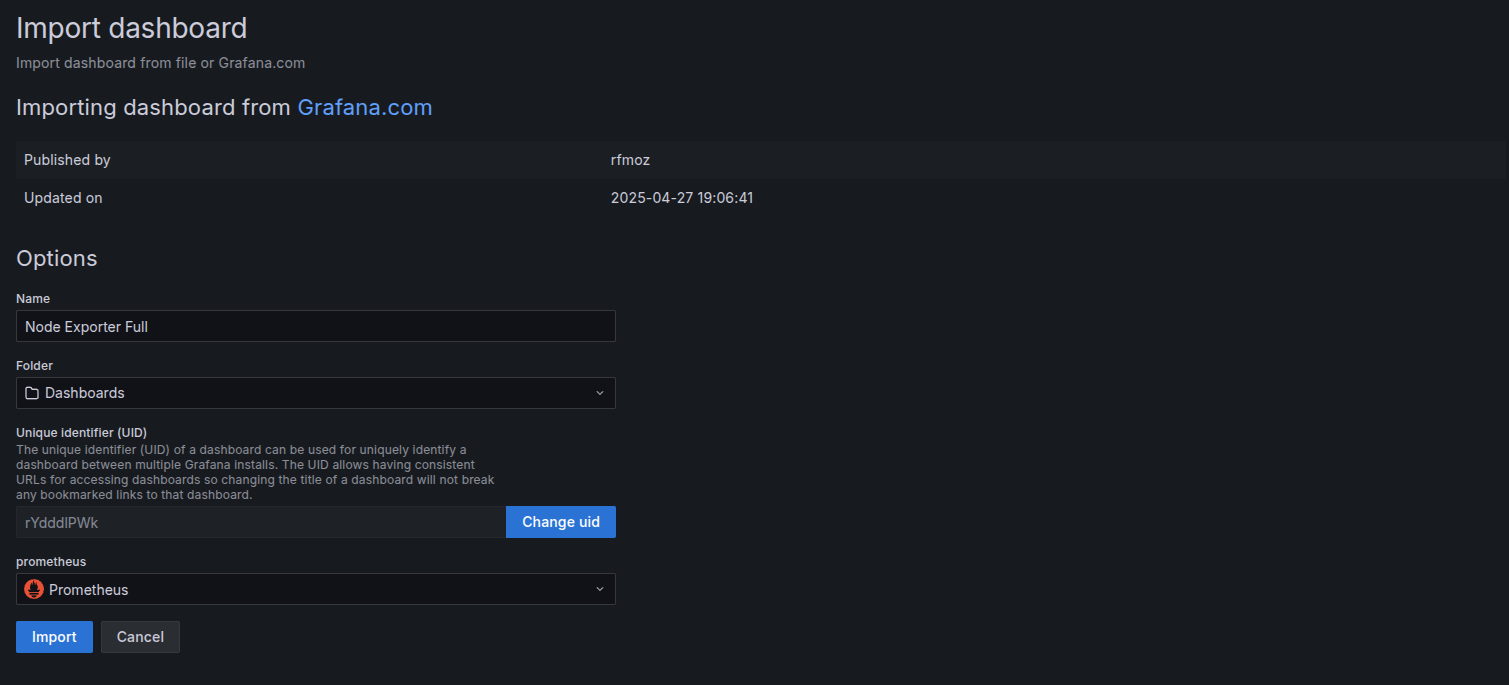 Import dashboard
Import dashboard from file or Grafana.com
Importing dashboard from Grafana.com
Published by rfmoz
Updated on 2025-04-27 19:06:41
Options
Name
Node Exporter Full
Folder
Dashboards
Unique identifier (UID)
The unique identifier (UID) of a dashboard can be used for uniquely identify a
dashboard between multiple Grafana installs. The UID allows having consistent
URLs for accessing dashboards so changing the title of a dashboard will not break
any bookmarked links to that dashboard.
rYdddlPWk
Change uid
prometheus
Prometheus
Import Cancel